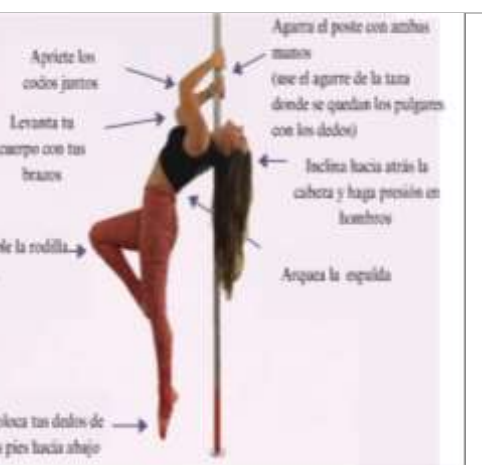 Apriete los
codos juntos
Levanta tu
cuerpo con tus
brazos
ble la rodilla
oloca tus dedos de
s pies hacia abajo
Agarra el poste con ambas
manos
(use el agarre de la taza
donde se quedan los pulgares
con los dedos)
Inclina hacia atrás la
cabeza y haga presión en
hombros
Arquea la espalda